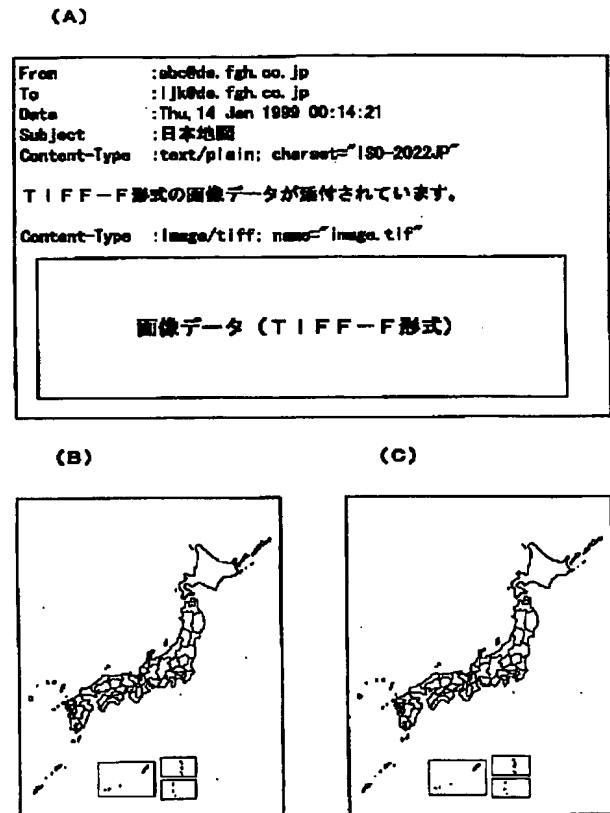 (A)
From :abc@de.fgh.co.jp
To :ijk@de.fgh.co.jp
Date :Thu, 14 Jan 1999 00:14:21
Subject :日本地図
Content-Type :text/plain; charset="ISO-2022JP"
TIFF-F形式の画像データが添付されています。
Content-Type :image/tiff; name="image.tif"
画像データ(TIFF-F形式)
(B) (C)